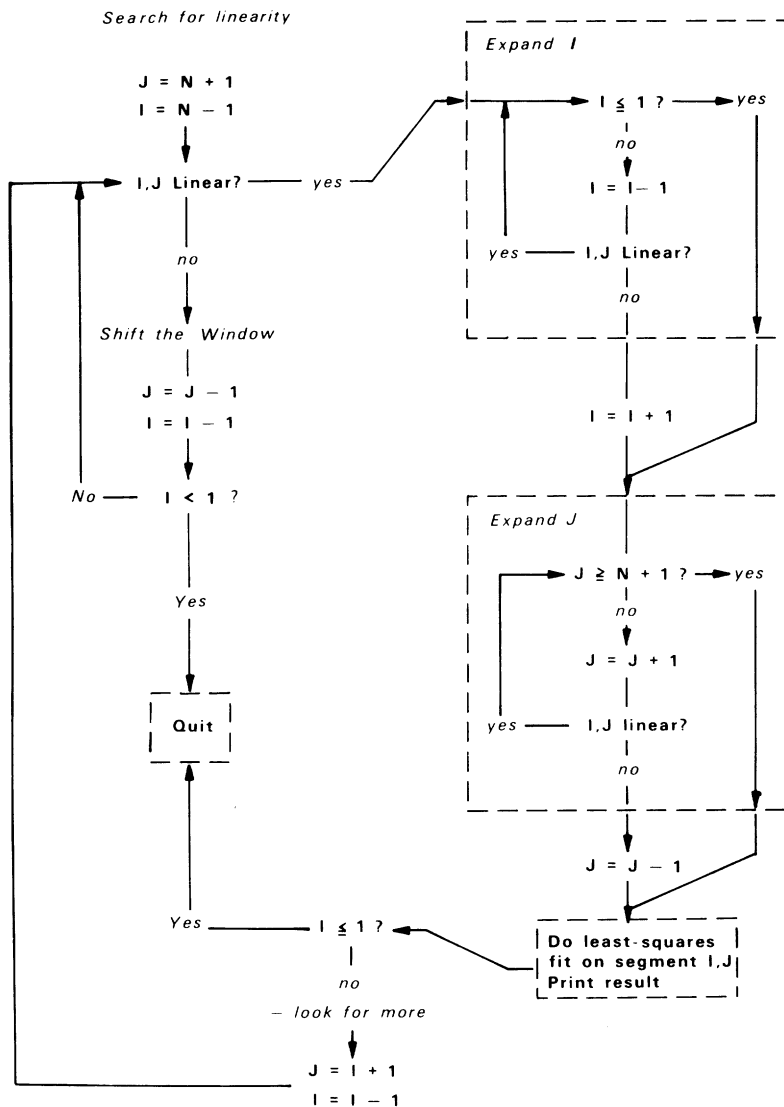 Search for linearity
J = N + 1
I = N − 1
I,J Linear?
yes
no
Shift the Window
J = J − 1
I = I − 1
No
I < 1 ?
Yes
Quit
Expand I
I ≦ 1 ?
yes
no
I = I − 1
yes
I,J Linear?
no
I = I + 1
Expand J
J ≧ N + 1 ?
yes
no
J = J + 1
yes
I,J linear?
no
J = J − 1
Do least-squares
fit on segment I,J
Print result
Yes
I ≦ 1 ?
no
− look for more
J = I + 1
I = I − 1